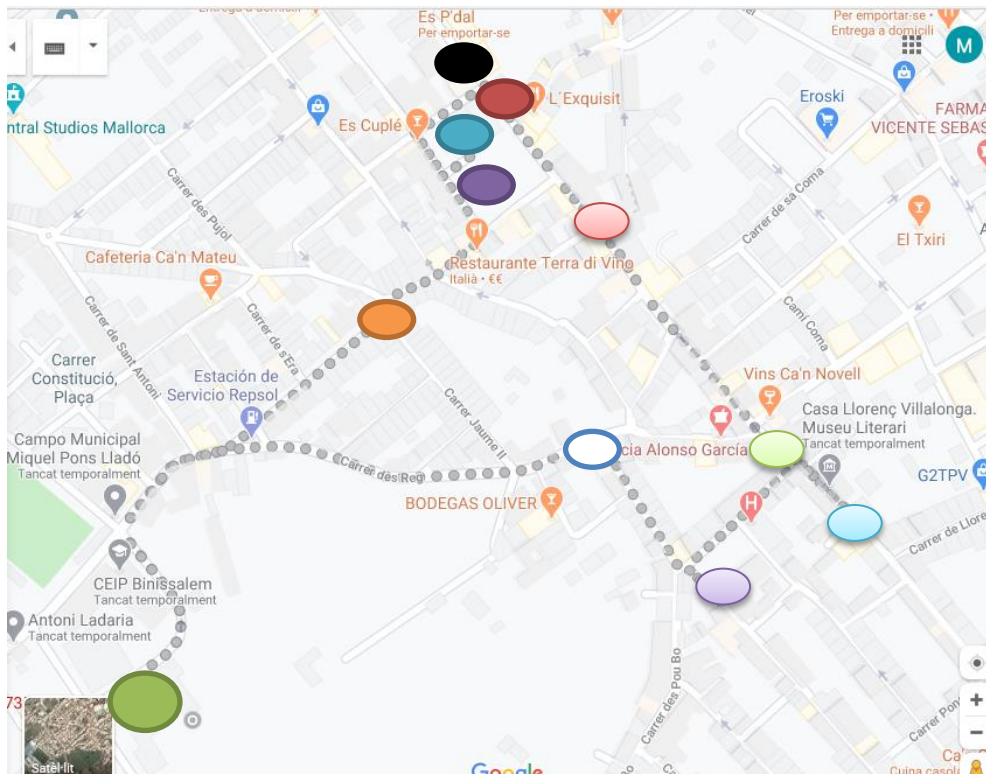 Entrega a domicili
Es P'dal
Per emportar-se
Per emportar-se •
Entrega a domicili
M
L'Exquisit
Eroski
FARMA
VICENTE SEBAS
ntral Studios Mallorca
Es Cuplé
Carrer des Pujol
Carrer de sa Coma
El Txiri
Cafeteria Ca'n Mateu
Restaurante Terra di Vino
Italià • €€
Carrer de Sant Antoni
Carrer de s'Era
Camí Coma
Carrer
Constitució,
Plaça
Estación de
Servicio Repsol
Vins Ca'n Novell
Carrer Jaume II
Casa Llorenç Villalonga.
Museu Literari
Tancat temporalment
Campo Municipal
Miquel Pons Lladó
Tancat temporalment
cia Alonso García
Carrer des Reg
G2TPV
BODEGAS OLIVER
H
Carrer de Llore
CEIP Binissalem
Tancat temporalment
Antoni Ladaria
Tancat temporalment
Carrer des Pou Bo
Carrer Pon
73
Satèl·lit
Google
Ca
Cuina casol